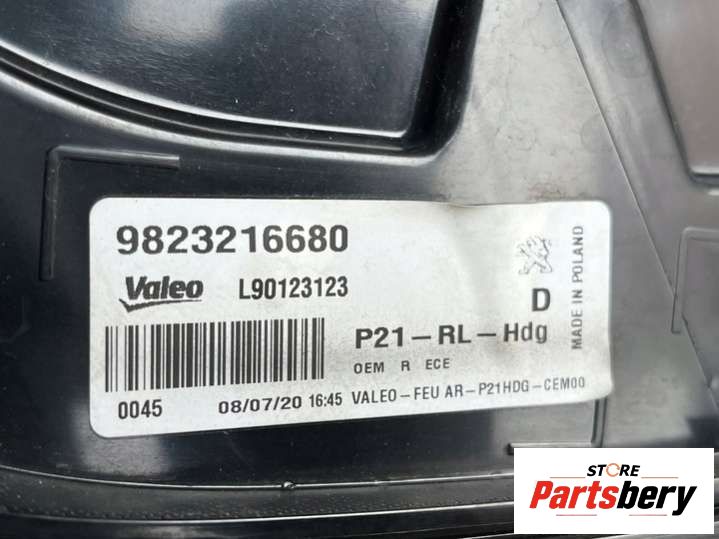 9823216680
Valeo L90123123 D
P21-RL-Hdg
OEM R ECE
0045 08/07/20 16:45 VALEO-FEU AR-P21HDG-CEM00
MADE IN POLAND
STORE
Partsbery